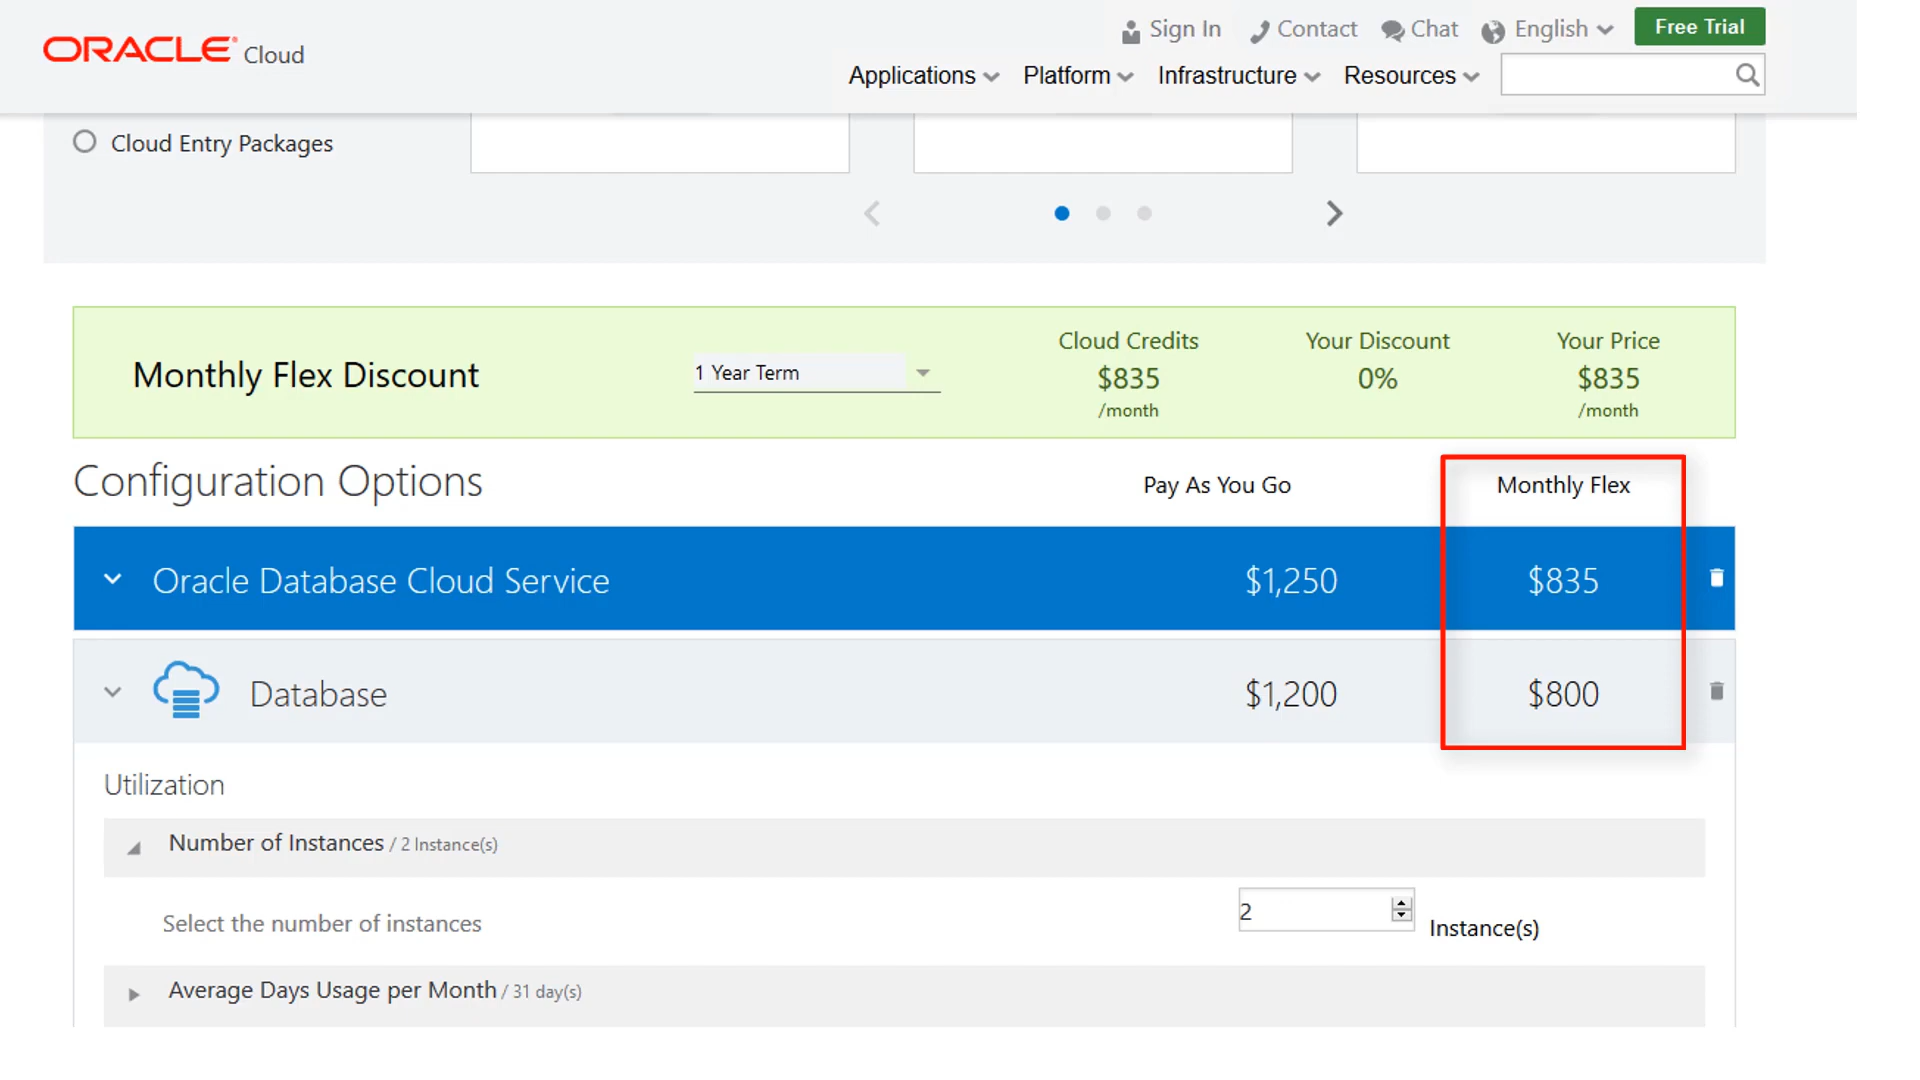 Sign In Contact Chat English Free Trial
ORACLE® Cloud
Applications Platform Infrastructure Resources
Cloud Entry Packages
Monthly Flex Discount
1 Year Term
Cloud Credits
$835
/month
Your Discount
0%
Your Price
$835
/month
Configuration Options Pay As You Go Monthly Flex
Oracle Database Cloud Service $1,250 $835
Database $1,200 $800
Utilization
Number of Instances / 2 Instance(s)
Select the number of instances 2 Instance(s)
Average Days Usage per Month / 31 day(s)